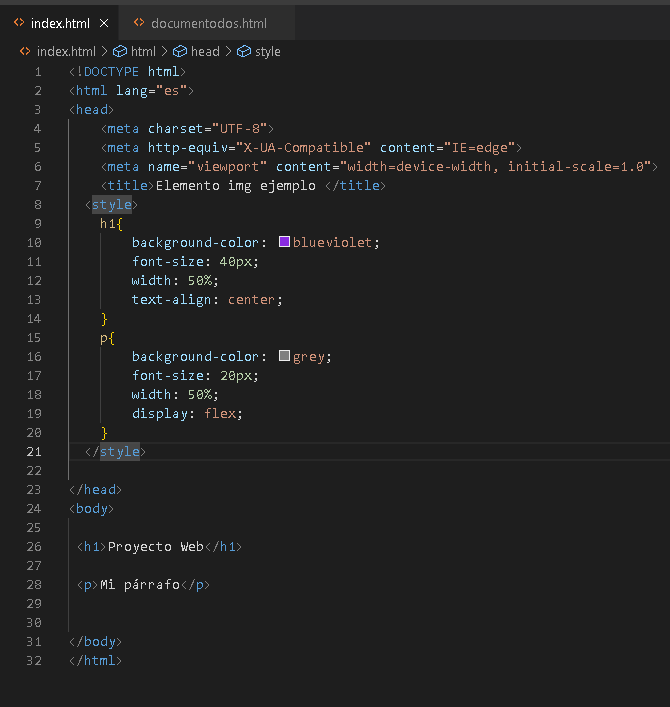 index.html × documentodos.html
index.html > html > head > style
1 <!DOCTYPE html>
2 <html lang="es">
3 <head>
4     <meta charset="UTF-8">
5     <meta http-equiv="X-UA-Compatible" content="IE=edge">
6     <meta name="viewport" content="width=device-width, initial-scale=1.0">
7     <title>Elemento img ejemplo </title>
8   <style>
9     h1{
10         background-color: blueviolet;
11         font-size: 40px;
12         width: 50%;
13         text-align: center;
14     }
15     p{
16         background-color: grey;
17         font-size: 20px;
18         width: 50%;
19         display: flex;
20     }
21   </style>
22
23 </head>
24 <body>
25
26  <h1>Proyecto Web</h1>
27
28  <p>Mi párrafo</p>
29
30
31 </body>
32 </html>